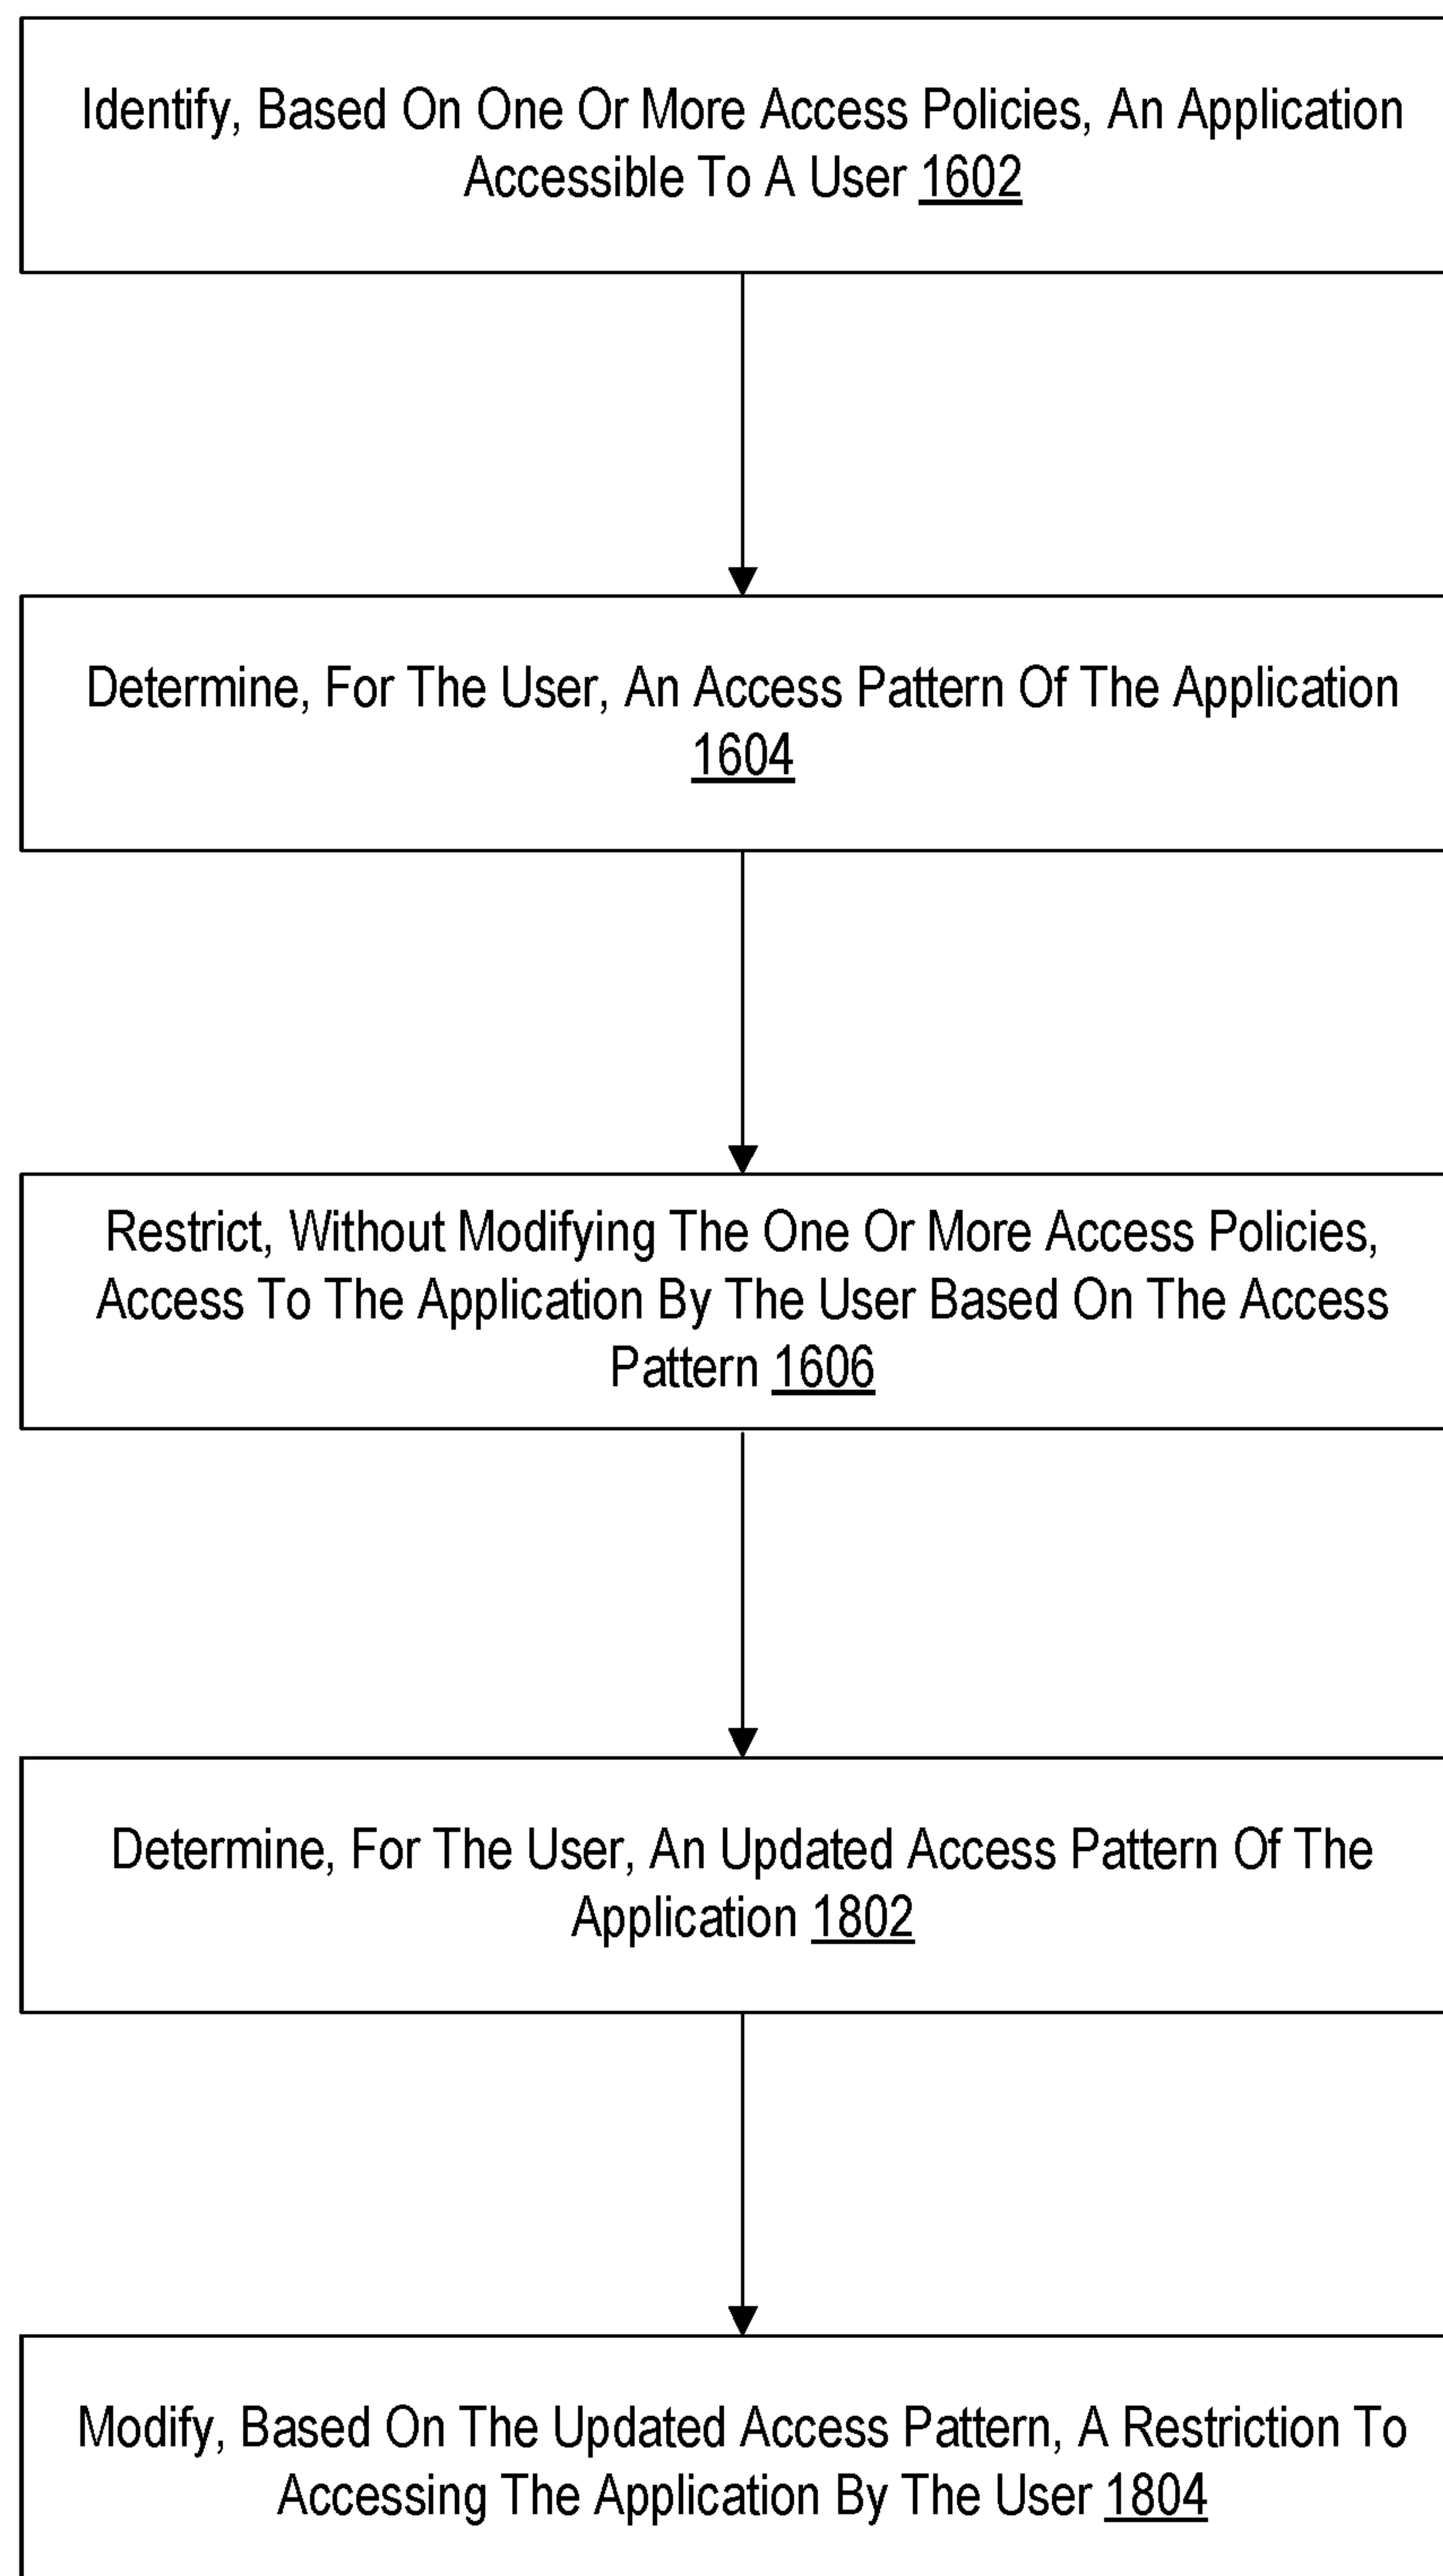 Identify, Based On One Or More Access Policies, An Application
Accessible To A User 1602
Determine, For The User, An Access Pattern Of The Application
1604
Restrict, Without Modifying The One Or More Access Policies,
Access To The Application By The User Based On The Access
Pattern 1606
Determine, For The User, An Updated Access Pattern Of The
Application 1802
Modify, Based On The Updated Access Pattern, A Restriction To
Accessing The Application By The User 1804